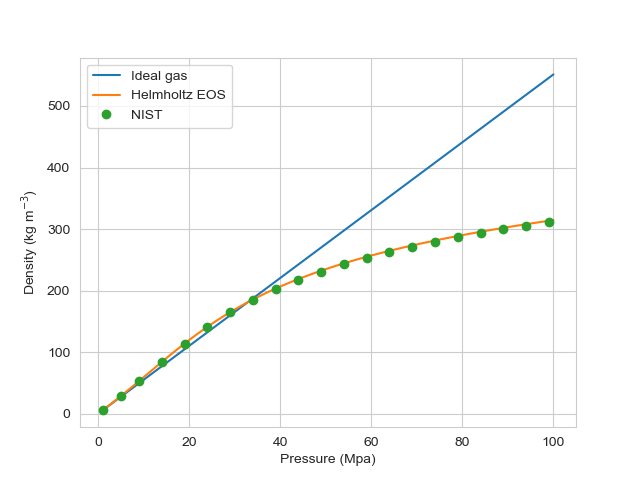 Ideal gas
Helmholtz EOS
NIST
500
400
300
200
100
0
Density (kg m⁻³)
0 20 40 60 80 100
Pressure (Mpa)